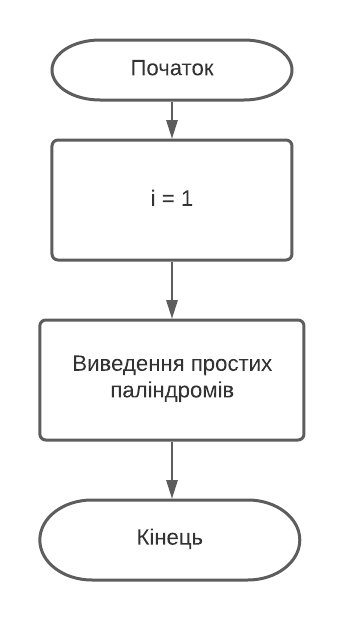 Початок
i = 1
Виведення простих
паліндромів
Кінець